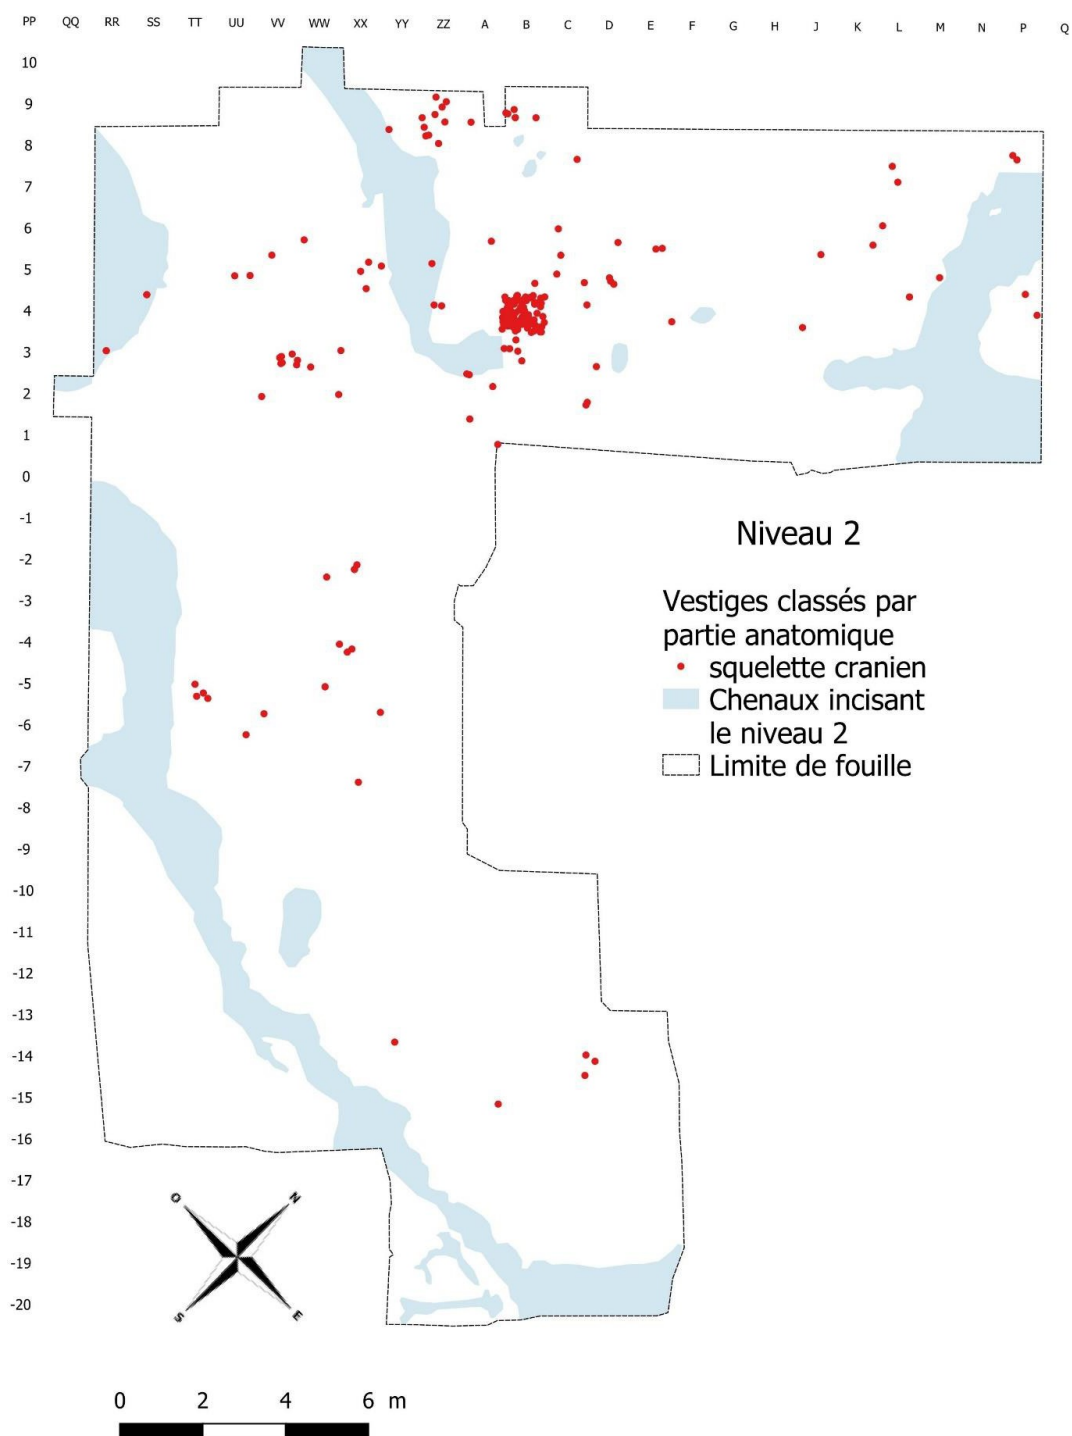 PP QQ RR SS TT UU VV WW XX YY ZZ A B C D E F G H I J K L M N P Q
10
9
8
7
6
5
4
3
2
1
0
-1
-2
-3
-4
-5
-6
-7
-8
-9
-10
-11
-12
-13
-14
-15
-16
-17
-18
-19
-20
Niveau 2
Vestiges classés par
partie anatomique
squelette cranien
Chenaux incisant
le niveau 2
Limite de fouille
O N
S E
0 2 4 6 m